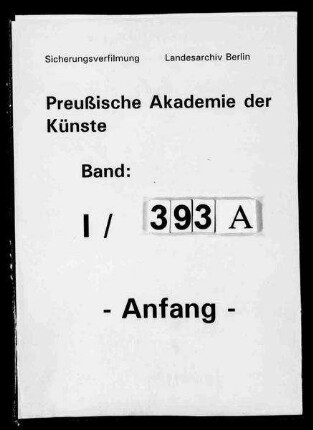 Sicherungsverfilmung Landesarchiv Berlin
Preußische Akademie der
Künste
Band:
I / 393 A
- Anfang -